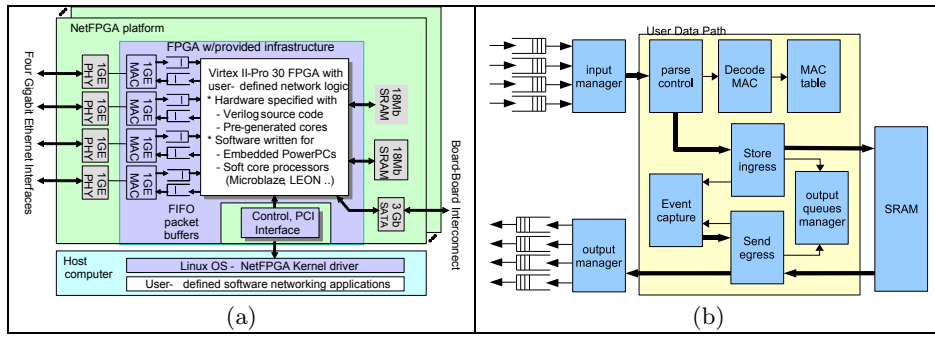 NetFPGA platform
FPGA w/provided infrastructure
Four Gigabit Ethernet Interfaces
1GE PHY
1GE MAC
1GE PHY
1GE MAC
1GE PHY
1GE MAC
1GE PHY
1GE MAC
Virtex II-Pro 30 FPGA with
user- defined network logic
* Hardware specified with
- Verilog source code
- Pre-generated cores
* Software written for
- Embedded PowerPCs
- Soft core processors
(Microblaze, LEON ..)
18Mb
SRAM
18Mb
SRAM
3 Gb
SATA
Board-Board Interconnect
FIFO
packet
buffers
Control, PCI
Interface
Host
computer
Linux OS - NetFPGA Kernel driver
User- defined software networking applications
(a)
User Data Path
input
manager
parse
control
Decode
MAC
MAC
table
Store
ingress
Event
capture
output
queues
manager
SRAM
output
manager
Send
egress
(b)